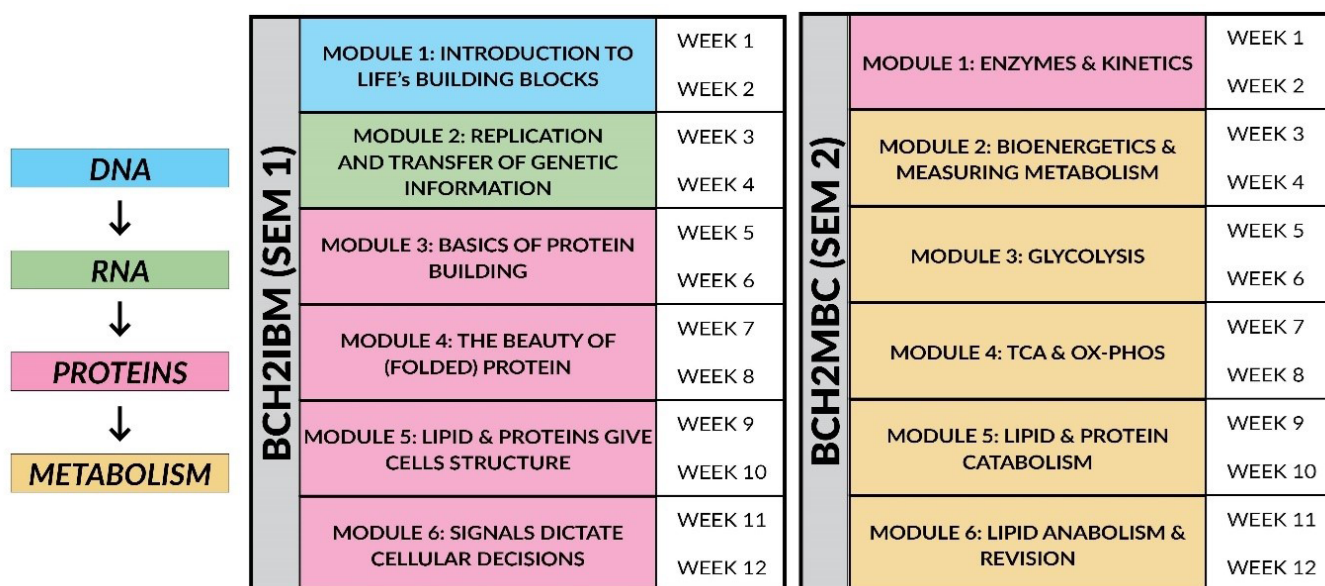 DNA
RNA
PROTEINS
METABOLISM
BCH2IBM (SEM 1)
MODULE 1: INTRODUCTION TO
LIFE's BUILDING BLOCKS
WEEK 1
WEEK 2
MODULE 2: REPLICATION
AND TRANSFER OF GENETIC
INFORMATION
WEEK 3
WEEK 4
MODULE 3: BASICS OF PROTEIN
BUILDING
WEEK 5
WEEK 6
MODULE 4: THE BEAUTY OF
(FOLDED) PROTEIN
WEEK 7
WEEK 8
MODULE 5: LIPID & PROTEINS GIVE
CELLS STRUCTURE
WEEK 9
WEEK 10
MODULE 6: SIGNALS DICTATE
CELLULAR DECISIONS
WEEK 11
WEEK 12
BCH2MBC (SEM 2)
MODULE 1: ENZYMES & KINETICS
WEEK 1
WEEK 2
MODULE 2: BIOENERGETICS &
MEASURING METABOLISM
WEEK 3
WEEK 4
MODULE 3: GLYCOLYSIS
WEEK 5
WEEK 6
MODULE 4: TCA & OX-PHOS
WEEK 7
WEEK 8
MODULE 5: LIPID & PROTEIN
CATABOLISM
WEEK 9
WEEK 10
MODULE 6: LIPID ANABOLISM &
REVISION
WEEK 11
WEEK 12